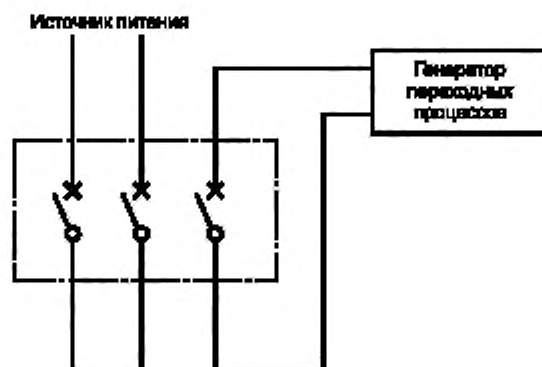 Источник питания
Генератор
переходных
процессов